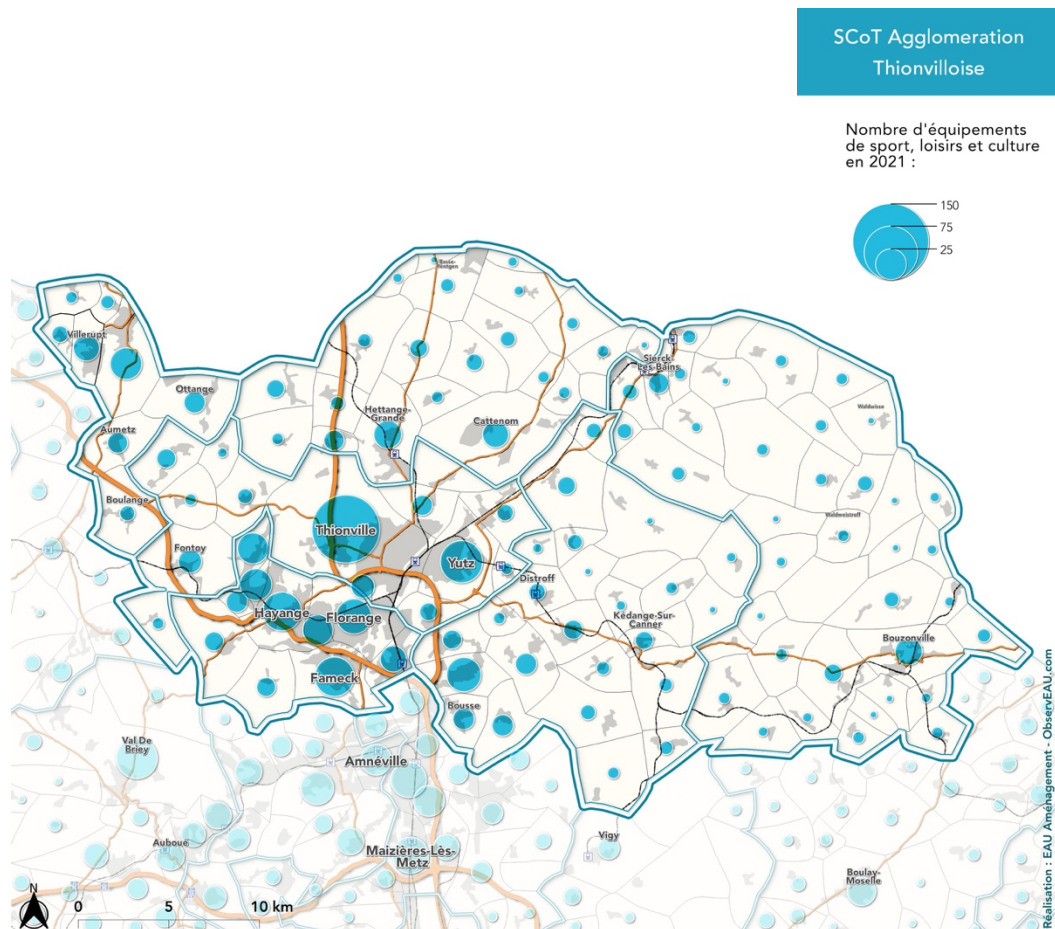 SCoT Agglomeration
Thionvilloise
Nombre d'équipements
de sport, loisirs et culture
en 2021 :
150
75
25
Basse-
Rentgen
Villerupt
Sierck-
Les-Bains
Ottange
Waldweistroff
Hettange-
Grande
Cattenom
Aumetz
Boulange
Thionville
Fontoy
Yutz
Distroff
Hayange
Florange
Kédange-Sur-
Canner
Bouzonville
Fameck
Bousse
Val De
Briey
Amnéville
Auboué
Maizières-Lès-
Metz
Vigy
Boulay-
Moselle
N
0
5
10 km
Réalisation : EAU Aménagement - ObservEAU.com